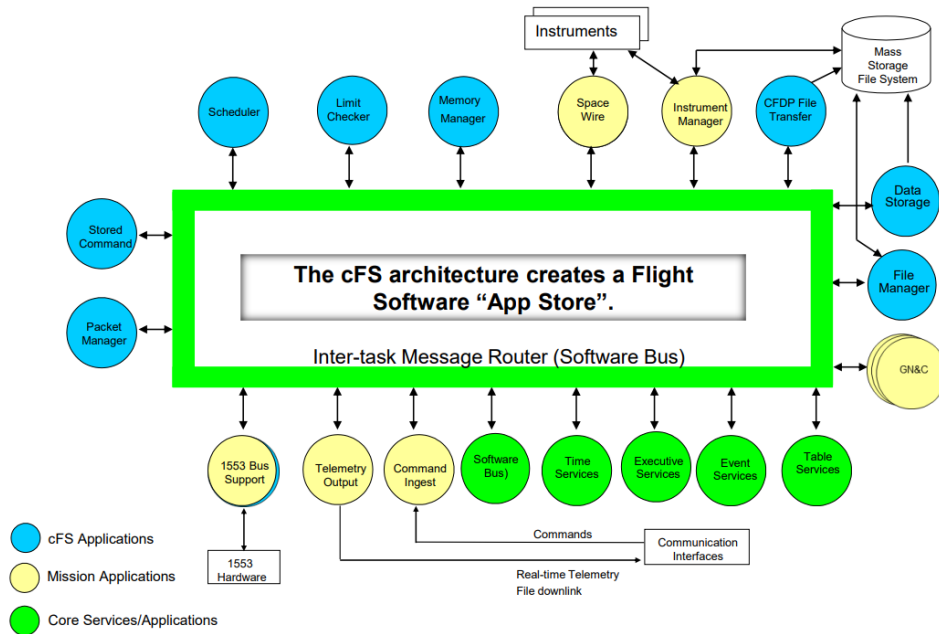 Instruments
Mass
Storage
File System
Scheduler
Limit
Checker
Memory
Manager
Space
Wire
Instrument
Manager
CFDP File
Transfer
Data
Storage
Stored
Command
The cFS architecture creates a Flight
Software “App Store”.
File
Manager
Packet
Manager
Inter-task Message Router (Software Bus)
GN&C
1553 Bus
Support
Telemetry
Output
Command
Ingest
Software
Bus)
Time
Services
Executive
Services
Event
Services
Table
Services
cFS Applications
Commands
Communication
Interfaces
1553
Hardware
Mission Applications
Real-time Telemetry
File downlink
Core Services/Applications